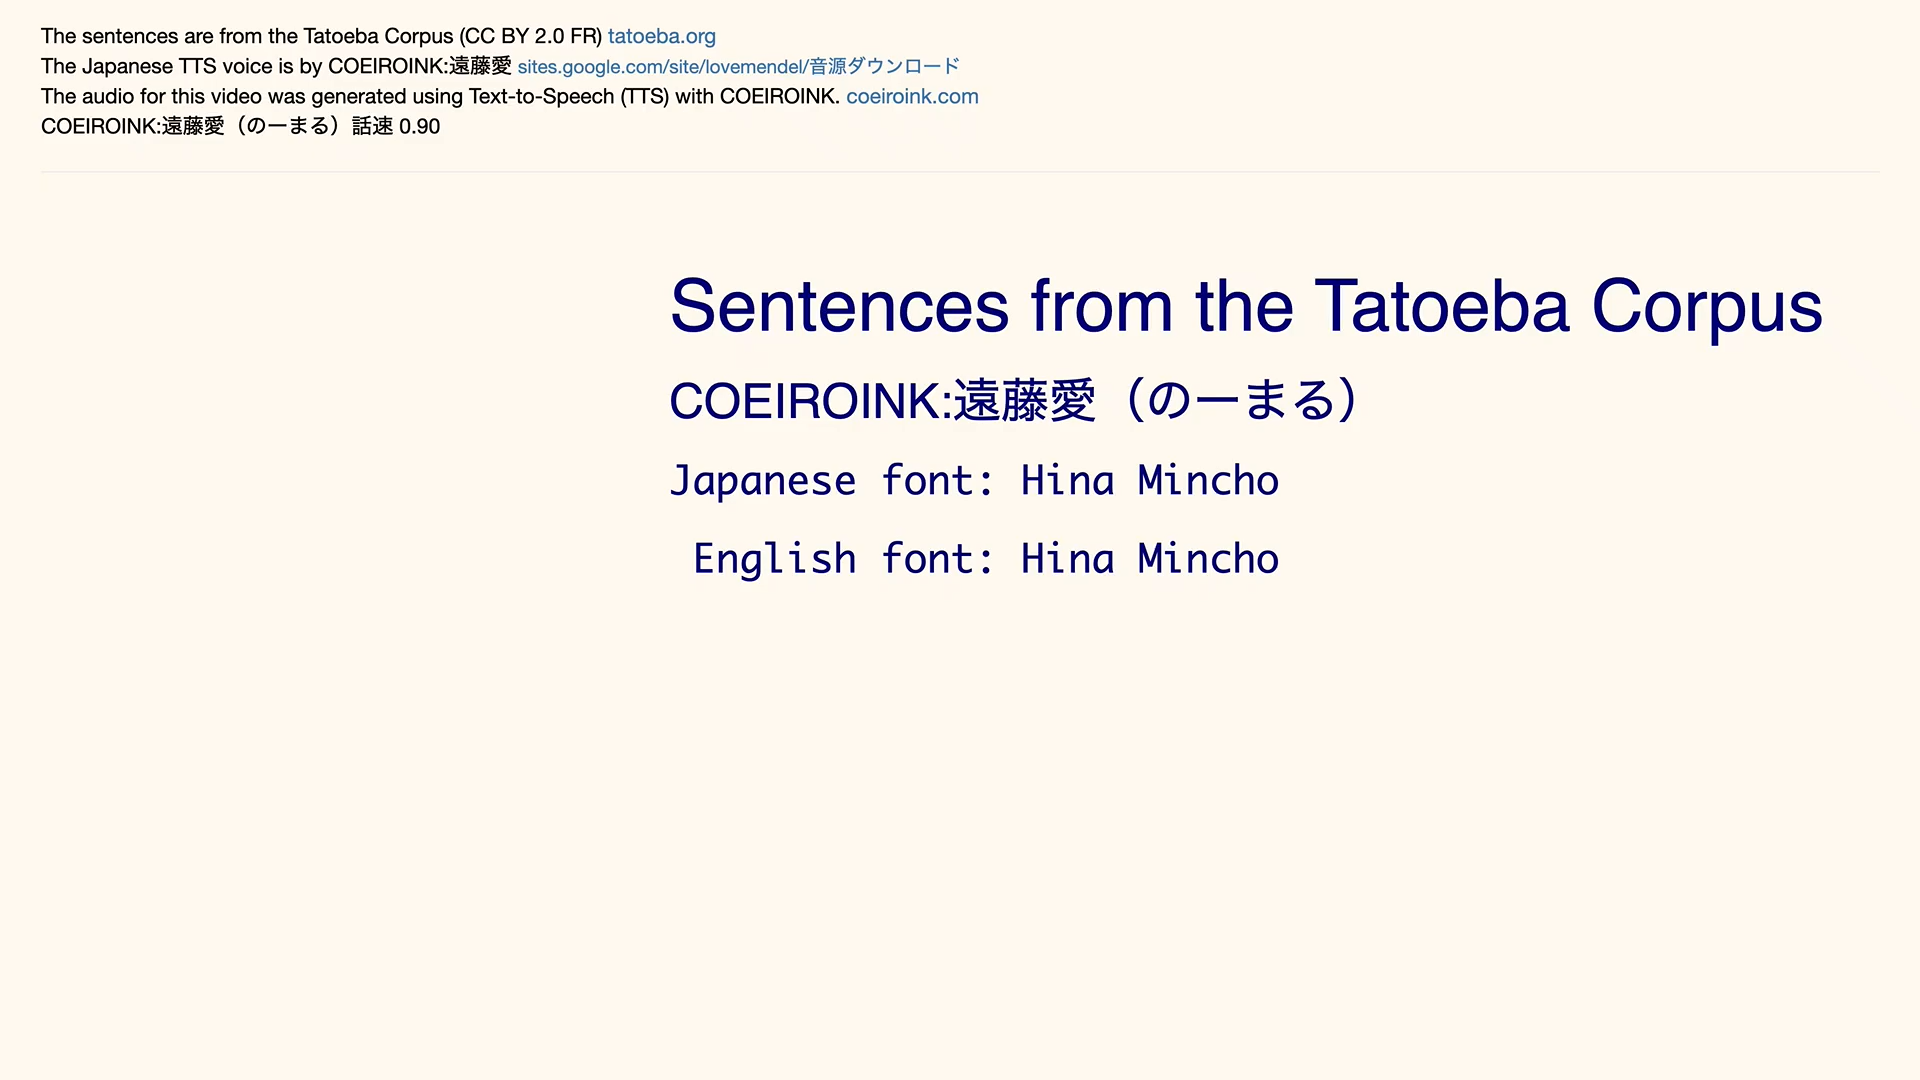 The sentences are from the Tatoeba Corpus (CC BY 2.0 FR) tatoeba.org
The Japanese TTS voice is by COEIROINK:遠藤愛 sites.google.com/site/lovemendel/音源ダウンロード
The audio for this video was generated using Text-to-Speech (TTS) with COEIROINK. coeiroink.com
COEIROINK:遠藤愛（のーまる）話速 0.90
Sentences from the Tatoeba Corpus
COEIROINK:遠藤愛（のーまる）
Japanese font: Hina Mincho
English font: Hina Mincho